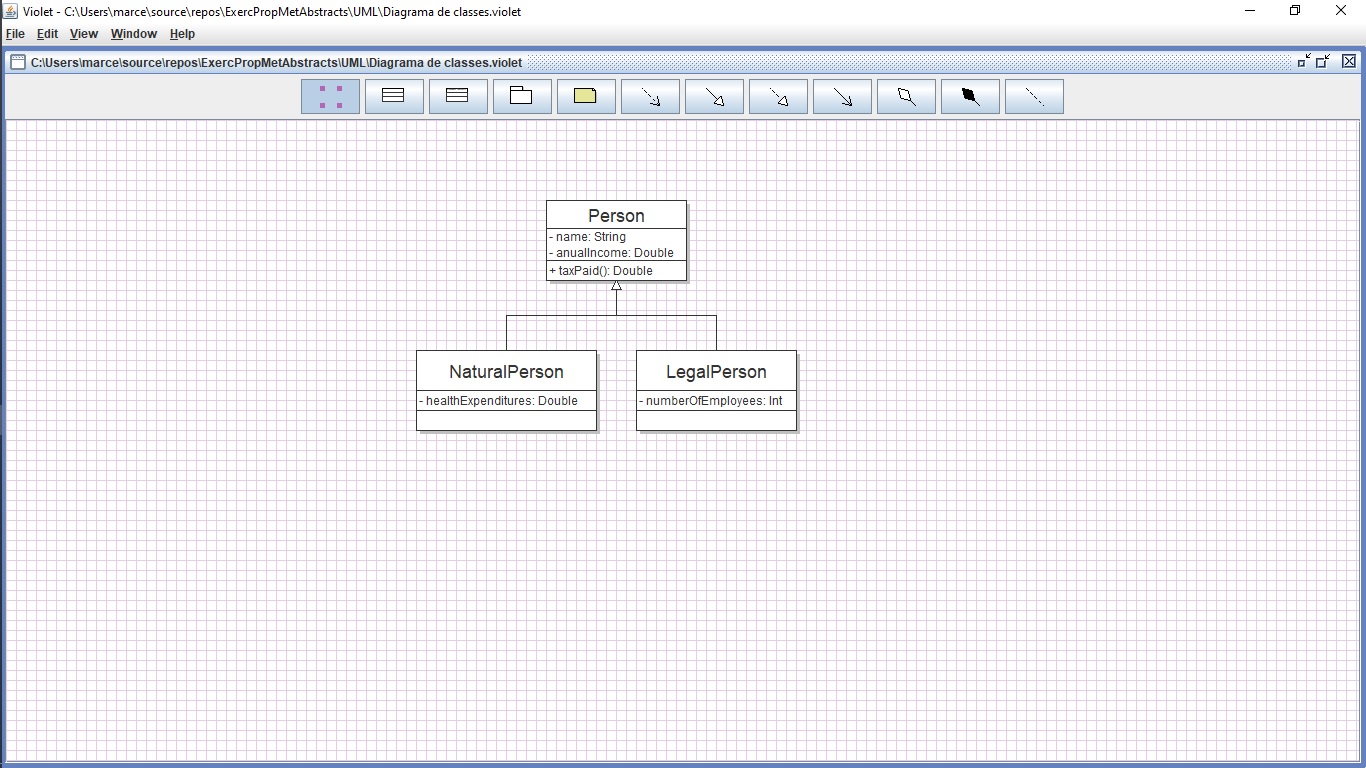 Violet - C:\Users\marce\source\repos\ExercPropMetAbstracts\UML\Diagrama de classes.violet
File Edit View Window Help
C:\Users\marce\source\repos\ExercPropMetAbstracts\UML\Diagrama de classes.violet
Person
- name: String
- anualIncome: Double
+ taxPaid(): Double
NaturalPerson
- healthExpenditures: Double
LegalPerson
- numberOfEmployees: Int